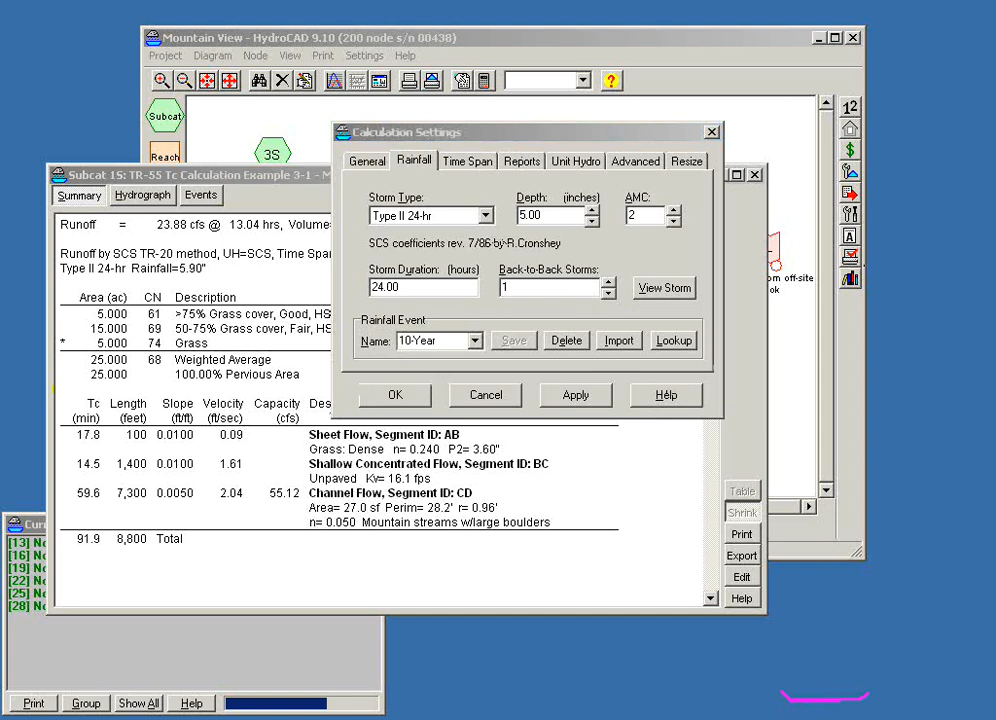 Mountain View - HydroCAD 9.10 (200 node s/n 00438)
Project Diagram Node View Print Settings Help
12
Subcat
Reach
3S
Calculation Settings
General Rainfall Time Span Reports Unit Hydro Advanced Resize
Storm Type: Depth: (inches) AMC:
Type II 24-hr 5.00 2
SCS coefficients rev. 7/86 by R.Cronshey
Storm Duration: (hours) Back-to-Back Storms:
24.00 1 View Storm
Rainfall Event
Name: 10-Year Save Delete Import Lookup
OK Cancel Apply Help
Subcat 1S: TR-55 Tc Calculation Example 3-1 - M
Summary Hydrograph Events
Runoff = 23.88 cfs @ 13.04 hrs, Volume=
Runoff by SCS TR-20 method, UH=SCS, Time Span
Type II 24-hr Rainfall=5.90"
Area (ac) CN Description
5.000 61 >75% Grass cover, Good, HS
15.000 69 50-75% Grass cover, Fair, HS
* 5.000 74 Grass
25.000 68 Weighted Average
25.000 100.00% Pervious Area
Tc Length Slope Velocity Capacity Des
(min) (feet) (ft/ft) (ft/sec) (cfs)
17.8 100 0.0100 0.09 Sheet Flow, Segment ID: AB
Grass: Dense n= 0.240 P2= 3.60"
14.5 1,400 0.0100 1.61 Shallow Concentrated Flow, Segment ID: BC
Unpaved Kv= 16.1 fps
59.6 7,300 0.0050 2.04 55.12 Channel Flow, Segment ID: CD
Area= 27.0 sf Perim= 28.2' r= 0.96'
n= 0.050 Mountain streams w/large boulders
91.9 8,800 Total
om off-site
ok
Table
Shrink
Print
Export
Edit
Help
[13] No
[16] No
[19] No
[22] No
[25] No
[28] No
Print Group Show All Help